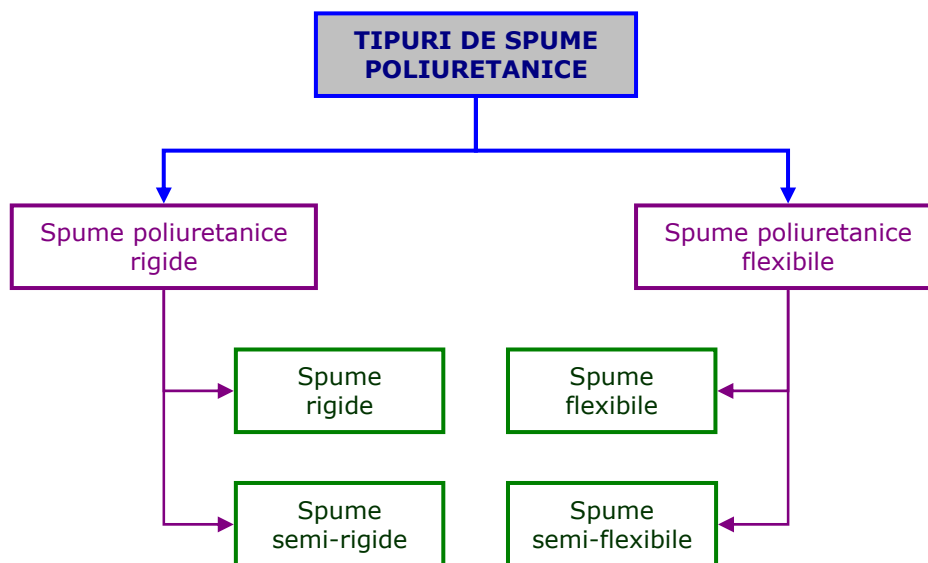 TIPURI DE SPUME
POLIURETANICE
Spume poliuretanice
rigide
Spume poliuretanice
flexibile
Spume
rigide
Spume
flexibile
Spume
semi-rigide
Spume
semi-flexibile